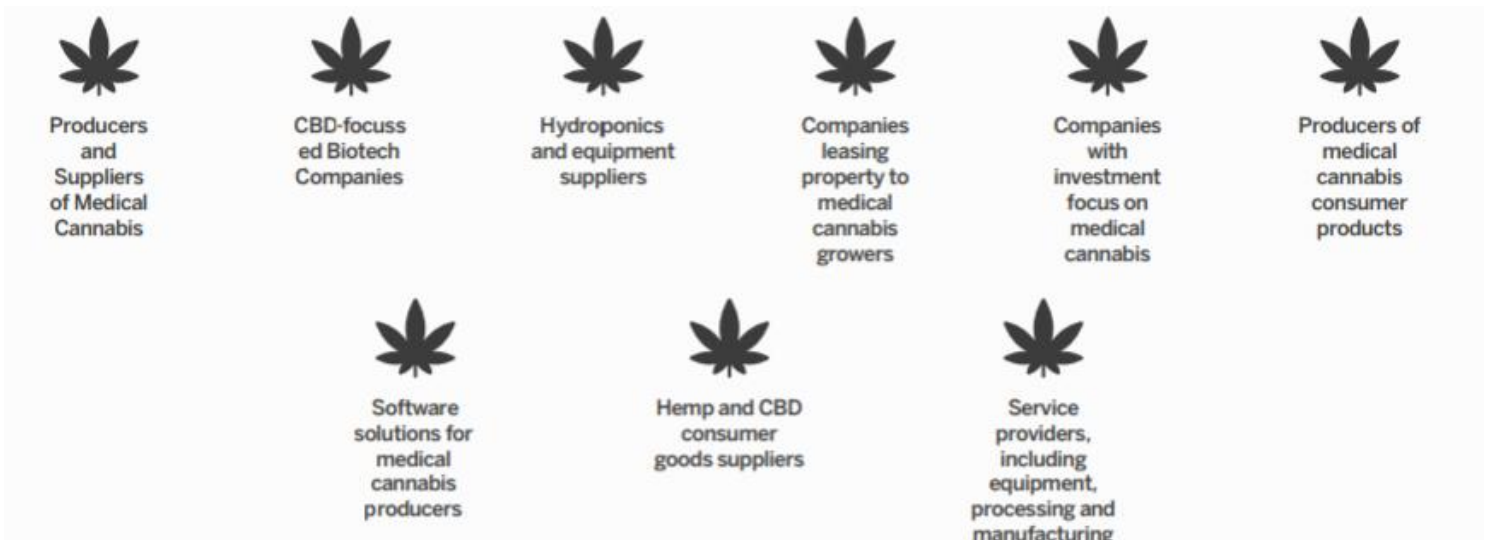 Producers
and
Suppliers
of Medical
Cannabis
CBD-focuss
ed Biotech
Companies
Hydroponics
and equipment
suppliers
Companies
leasing
property to
medical
cannabis
growers
Companies
with
investment
focus on
medical
cannabis
Producers of
medical
cannabis
consumer
products
Software
solutions for
medical
cannabis
producers
Hemp and CBD
consumer
goods suppliers
Service
providers,
including
equipment,
processing and
manufacturing